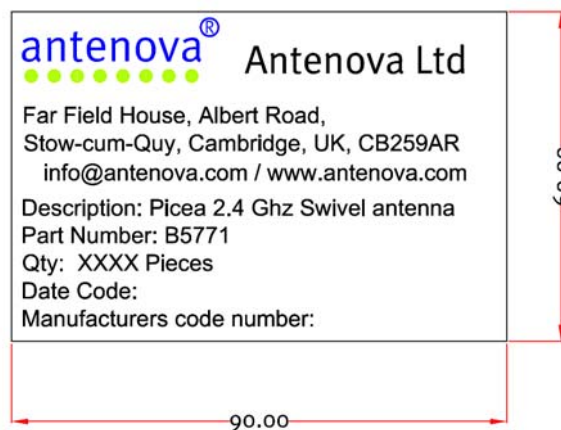 antenova®
Antenova Ltd
Far Field House, Albert Road,
Stow-cum-Quy, Cambridge, UK, CB259AR
info@antenova.com / www.antenova.com
Description: Picea 2.4 Ghz Swivel antenna
Part Number: B5771
Qty: XXXX Pieces
Date Code:
Manufacturers code number:
90.00